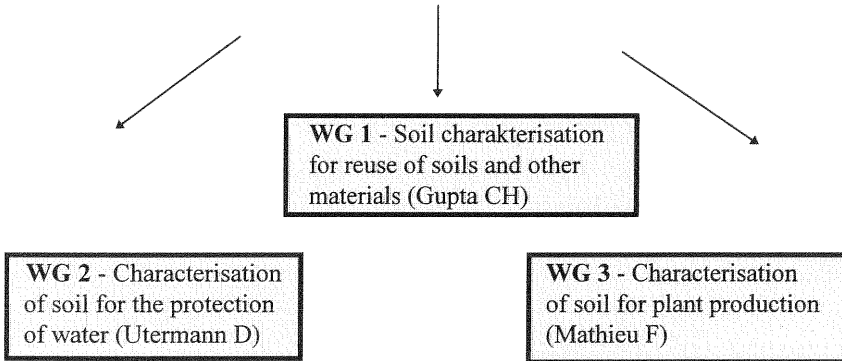 WG 1 - Soil charakterisation
for reuse of soils and other
materials (Gupta CH)
WG 2 - Characterisation
of soil for the protection
of water (Utermann D)
WG 3 - Characterisation
of soil for plant production
(Mathieu F)